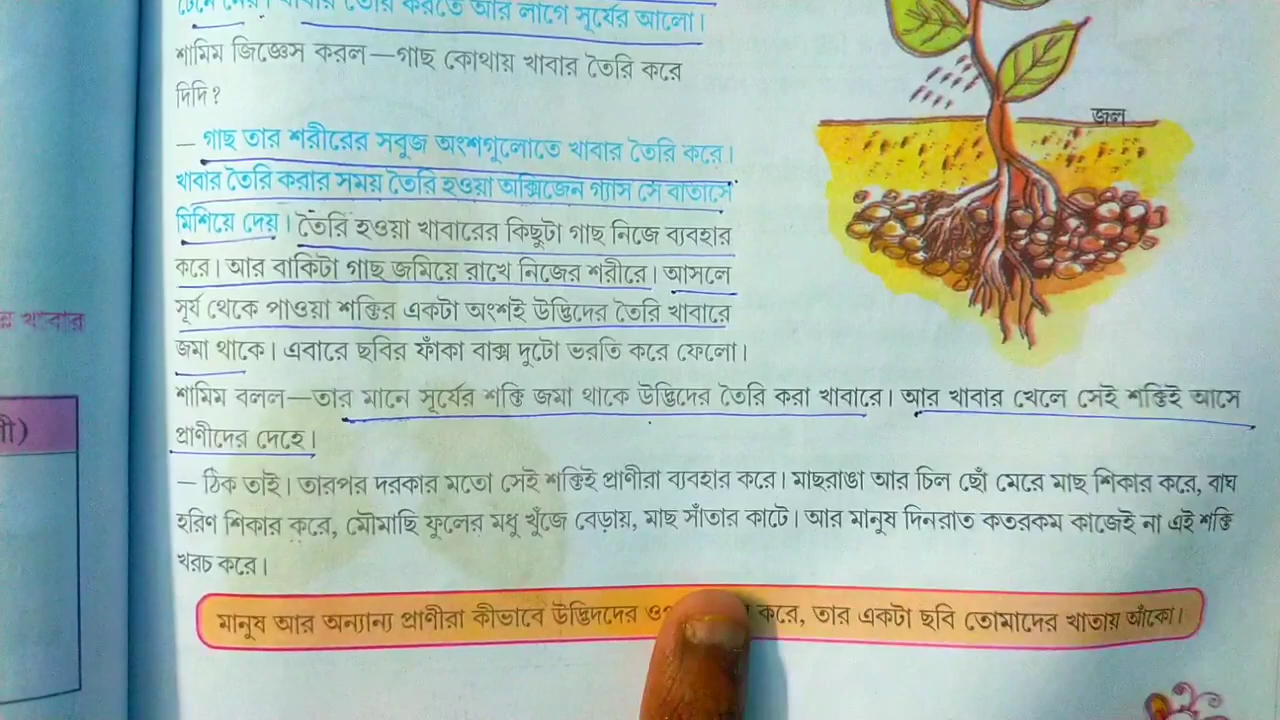 টেনে নেয়। খাবার তৈরি করতে আর লাগে সূর্যের আলো।
শামিম জিজ্ঞেস করল—গাছ কোথায় খাবার তৈরি করে
দিদি?
জল
— গাছ তার শরীরের সবুজ অংশগুলোতে খাবার তৈরি করে।
খাবার তৈরি করার সময় তৈরি হওয়া অক্সিজেন গ্যাস সে বাতাসে
মিশিয়ে দেয়। তৈরি হওয়া খাবারের কিছুটা গাছ নিজে ব্যবহার
করে। আর বাকিটা গাছ জমিয়ে রাখে নিজের শরীরে। আসলে
সূর্য থেকে পাওয়া শক্তির একটা অংশই উদ্ভিদের তৈরি খাবারে
জমা থাকে। এবারে ছবির ফাঁকা বাক্স দুটো ভরতি করে ফেলো।
শামিম বলল—তার মানে সূর্যের শক্তি জমা থাকে উদ্ভিদের তৈরি করা খাবারে। আর খাবার খেলে সেই শক্তিই আসে
প্রাণীদের দেহে।
— ঠিক তাই। তারপর দরকার মতো সেই শক্তিই প্রাণীরা ব্যবহার করে। মাছরাঙা আর চিল ছোঁ মেরে মাছ শিকার করে, বাঘ
হরিণ শিকার করে, মৌমাছি ফুলের মধু খুঁজে বেড়ায়, মাছ সাঁতার কাটে। আর মানুষ দিনরাত কতরকম কাজেই না এই শক্তি
খরচ করে।
মানুষ আর অন্যান্য প্রাণীরা কীভাবে উদ্ভিদদের করে, তার একটা ছবি তোমাদের খাতায় আঁকো।
খাবার